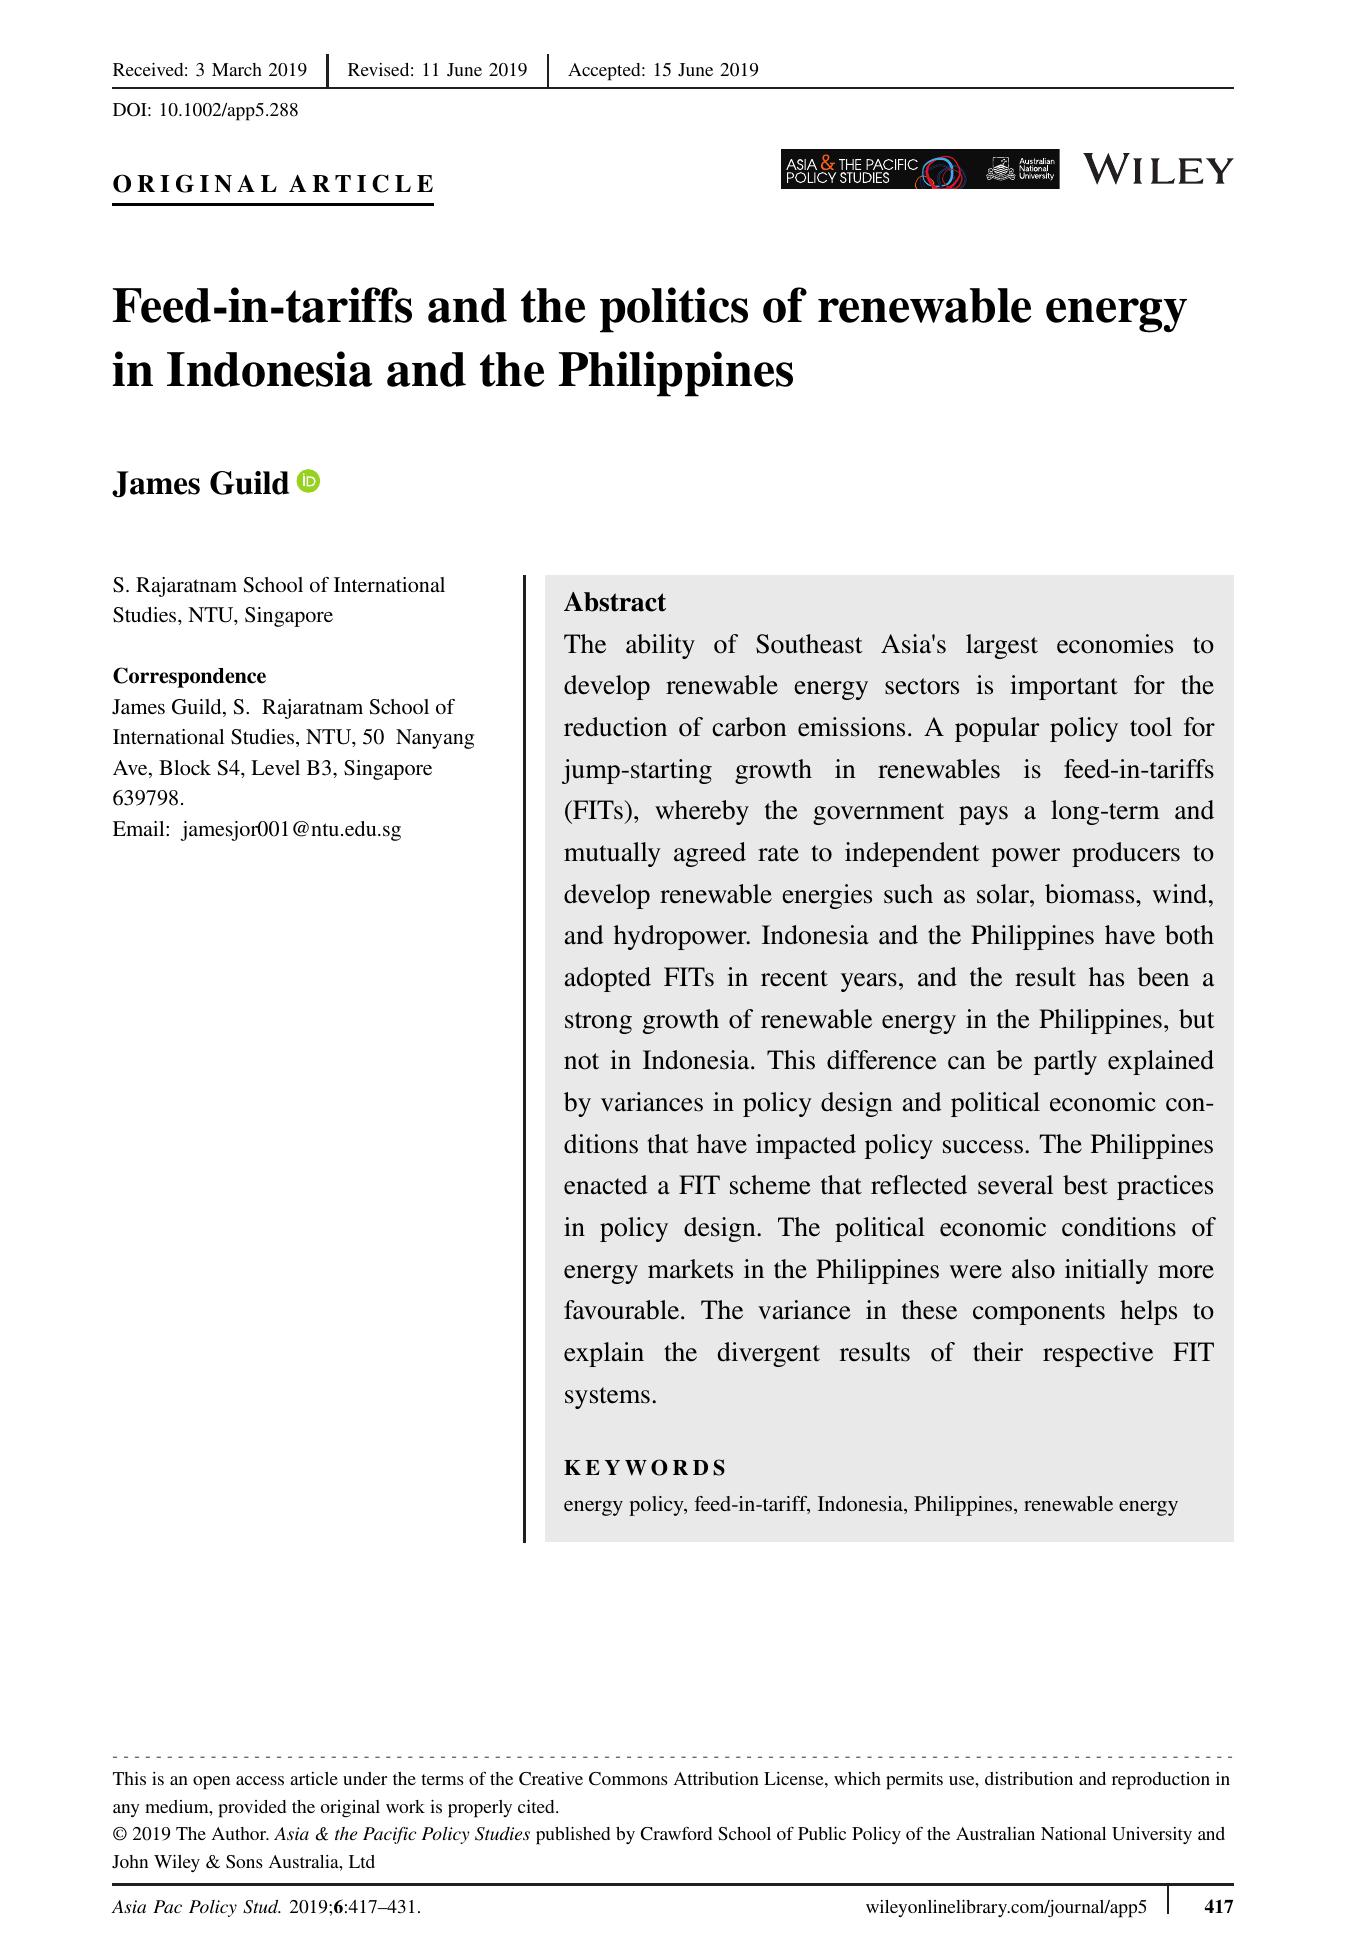 Received: 3 March 2019 Revised: 11 June 2019 Accepted: 15 June 2019
DOI: 10.1002/app5.288
ORIGINAL ARTICLE
ASIA & THE PACIFIC
POLICY STUDIES
Australian
National
University
WILEY
Feed-in-tariffs and the politics of renewable energy
in Indonesia and the Philippines
James Guild iD
S. Rajaratnam School of International
Studies, NTU, Singapore
Correspondence
James Guild, S. Rajaratnam School of
International Studies, NTU, 50 Nanyang
Ave, Block S4, Level B3, Singapore
639798.
Email: jamesjor001@ntu.edu.sg
Abstract
The ability of Southeast Asia's largest economies to
develop renewable energy sectors is important for the
reduction of carbon emissions. A popular policy tool for
jump-starting growth in renewables is feed-in-tariffs
(FITs), whereby the government pays a long-term and
mutually agreed rate to independent power producers to
develop renewable energies such as solar, biomass, wind,
and hydropower. Indonesia and the Philippines have both
adopted FITs in recent years, and the result has been a
strong growth of renewable energy in the Philippines, but
not in Indonesia. This difference can be partly explained
by variances in policy design and political economic con-
ditions that have impacted policy success. The Philippines
enacted a FIT scheme that reflected several best practices
in policy design. The political economic conditions of
energy markets in the Philippines were also initially more
favourable. The variance in these components helps to
explain the divergent results of their respective FIT
systems.
KEYWORDS
energy policy, feed-in-tariff, Indonesia, Philippines, renewable energy
This is an open access article under the terms of the Creative Commons Attribution License, which permits use, distribution and reproduction in
any medium, provided the original work is properly cited.
© 2019 The Author. Asia & the Pacific Policy Studies published by Crawford School of Public Policy of the Australian National University and
John Wiley & Sons Australia, Ltd
Asia Pac Policy Stud. 2019;6:417–431. wileyonlinelibrary.com/journal/app5 417